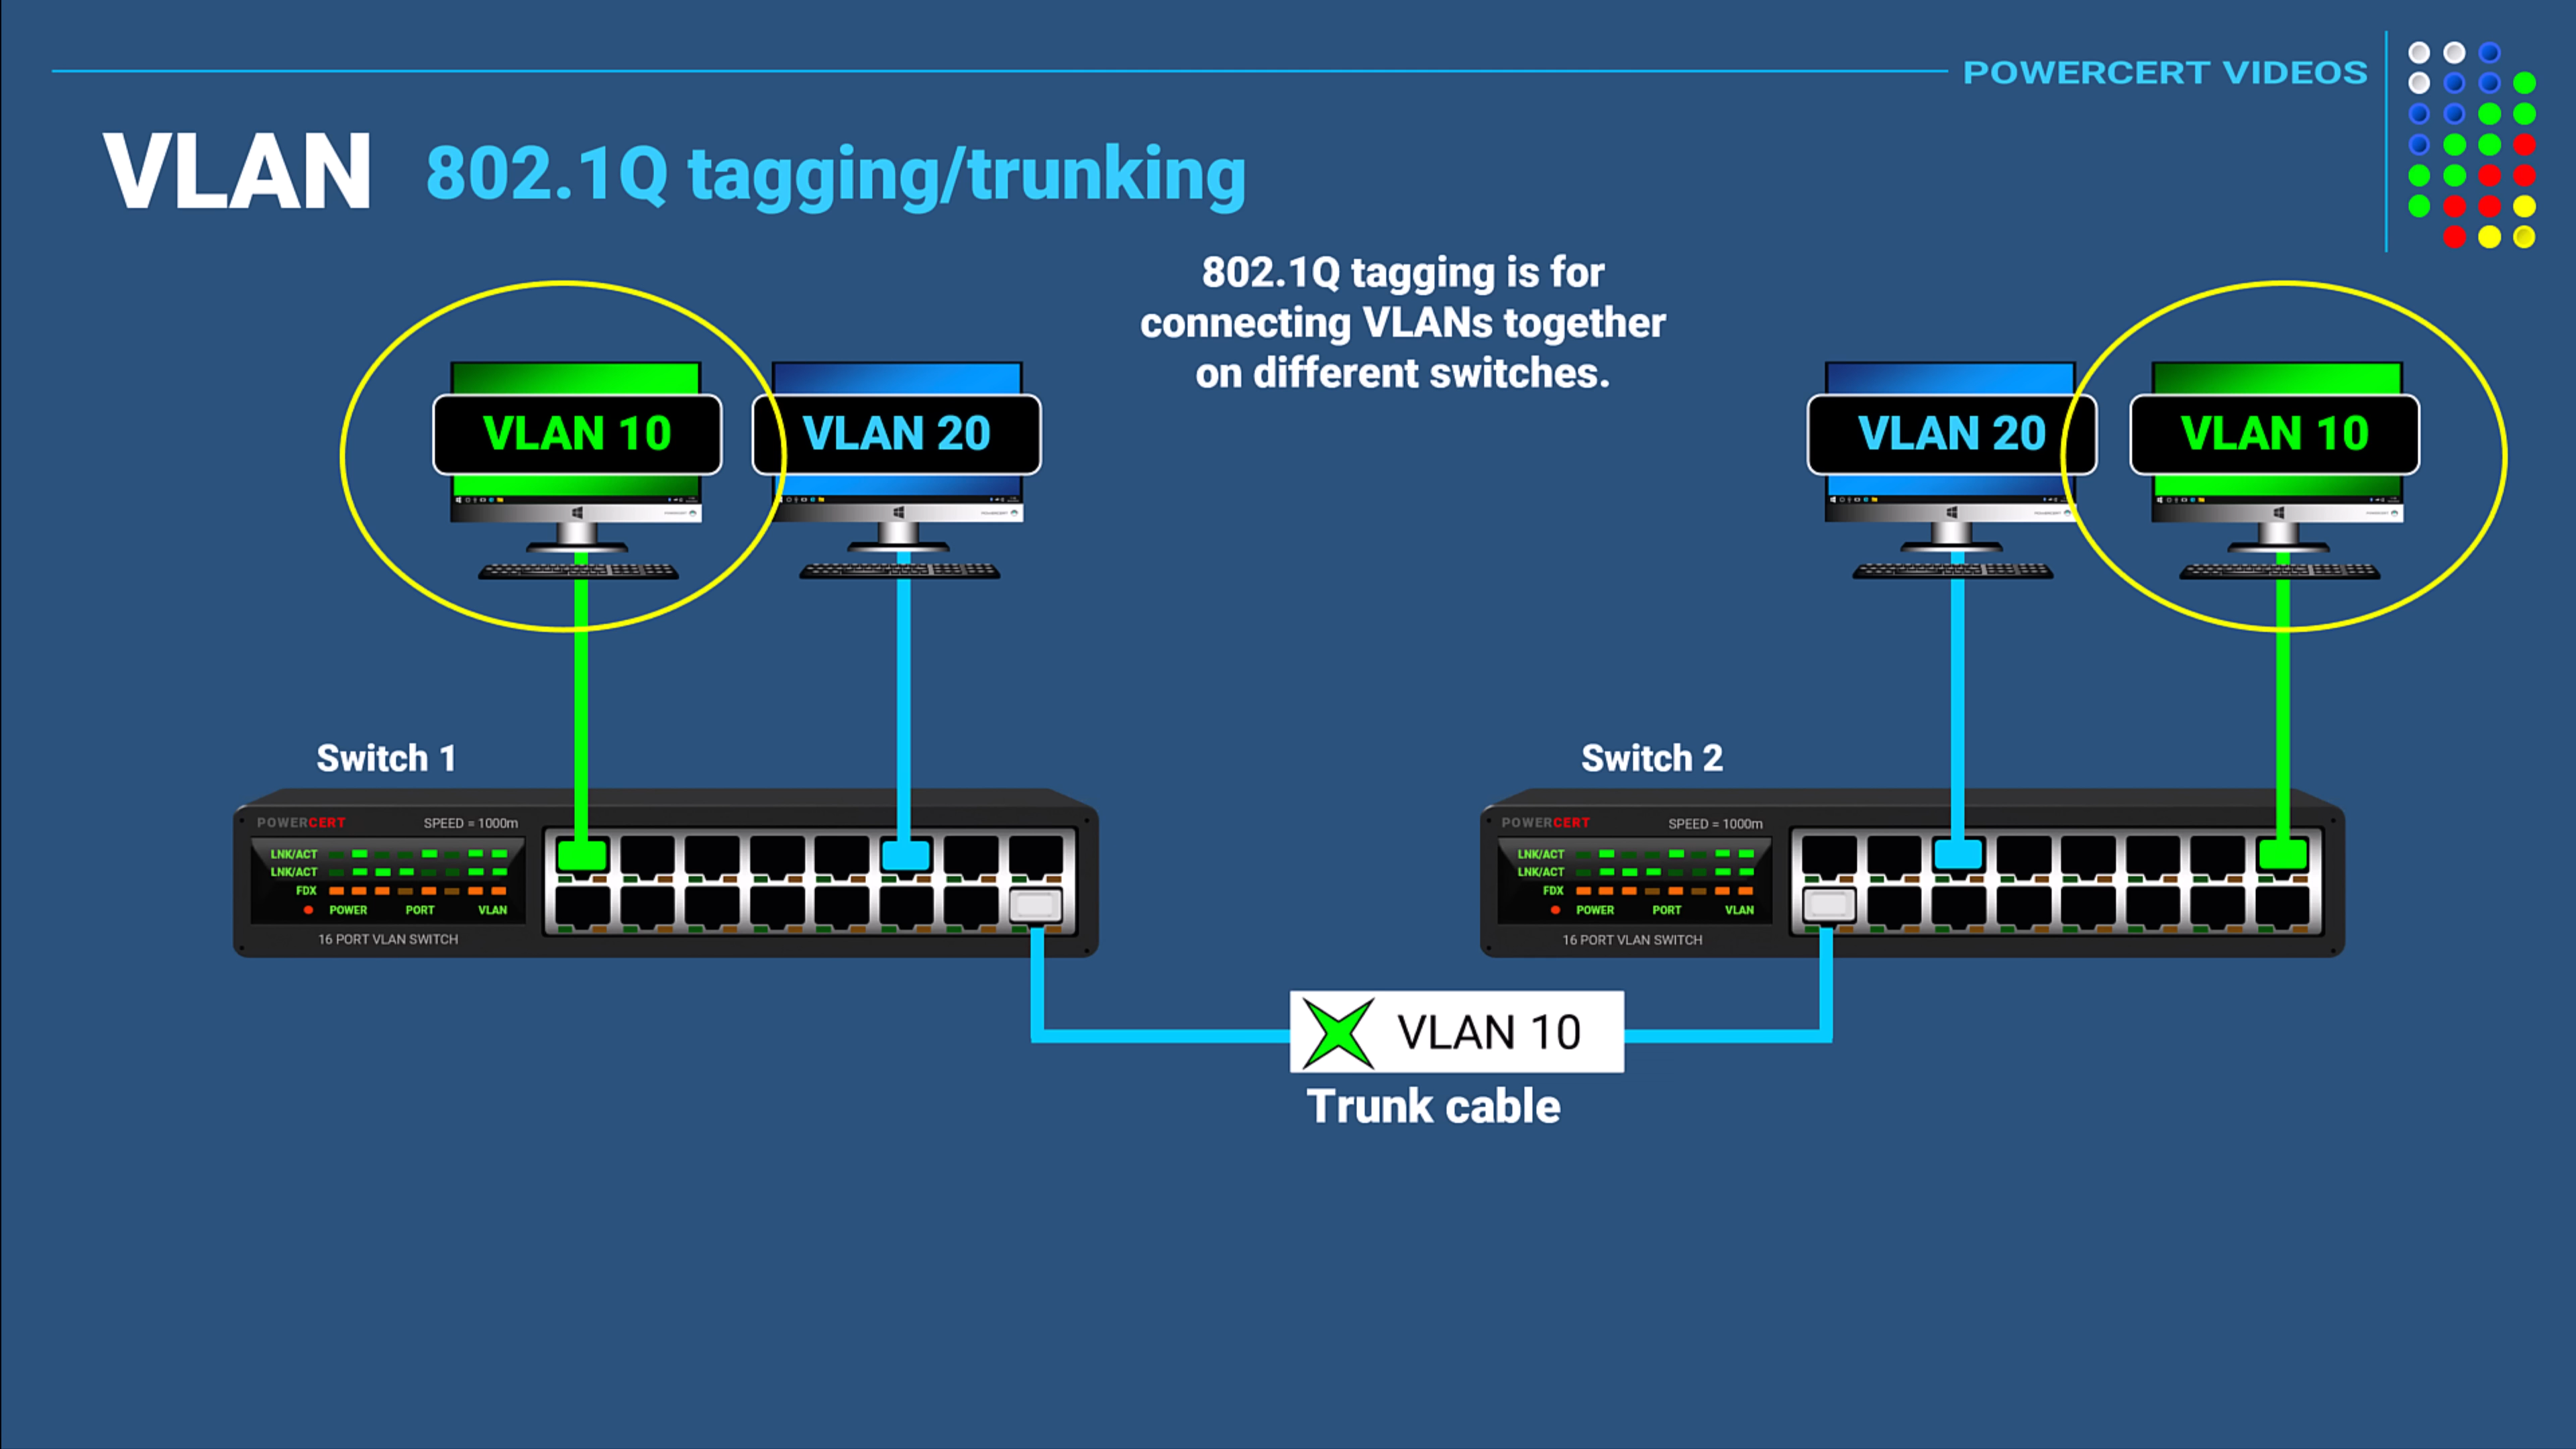 POWERCERT VIDEOS
VLAN 802.1Q tagging/trunking
802.1Q tagging is for
connecting VLANs together
on different switches.
VLAN 10
VLAN 20
VLAN 20
VLAN 10
Switch 1
Switch 2
POWERCERT SPEED = 1000m
LNK/ACT
LNK/ACT
FDX
POWER PORT VLAN
16 PORT VLAN SWITCH
POWERCERT SPEED = 1000m
LNK/ACT
LNK/ACT
FDX
POWER PORT VLAN
16 PORT VLAN SWITCH
VLAN 10
Trunk cable